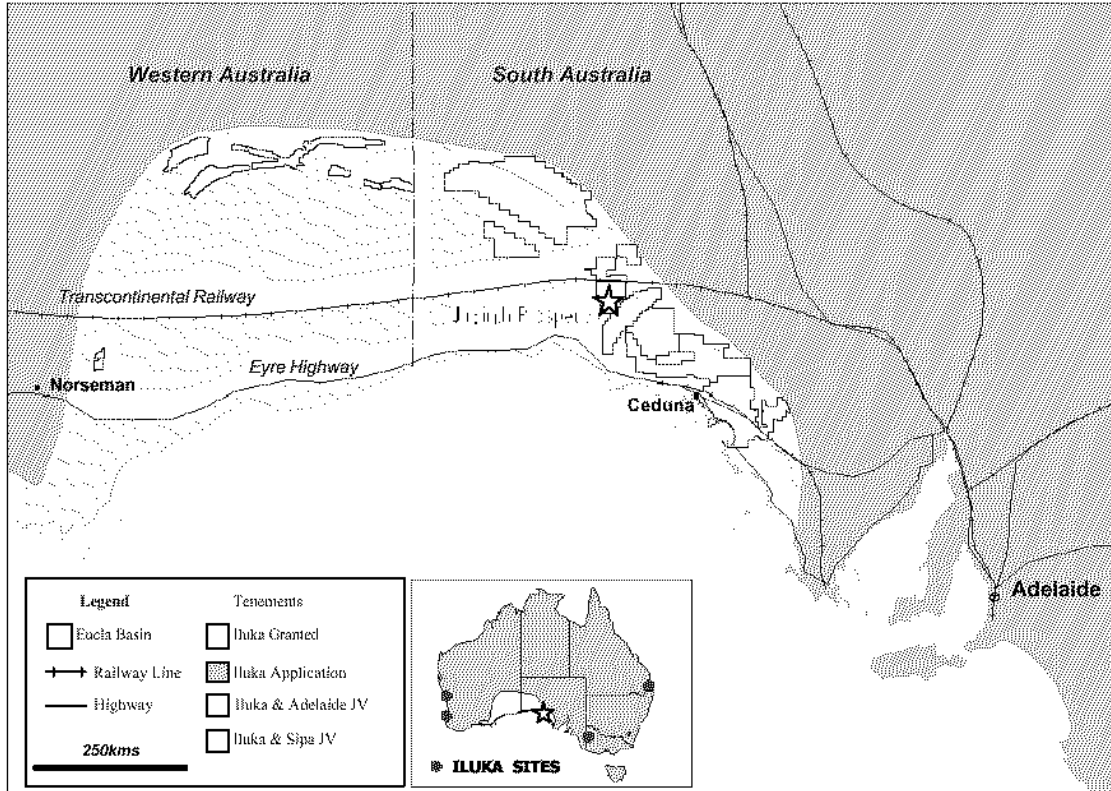 Western Australia
South Australia
Transcontinental Railway
Eyre Highway
Norseman
Ceduna
Adelaide
Legend
Eucla Basin
Railway Line
Highway
250kms
Tenements
Iluka Granted
Iluka Application
Iluka & Adelaide JV
Iluka & Sipa JV
ILUKA SITES